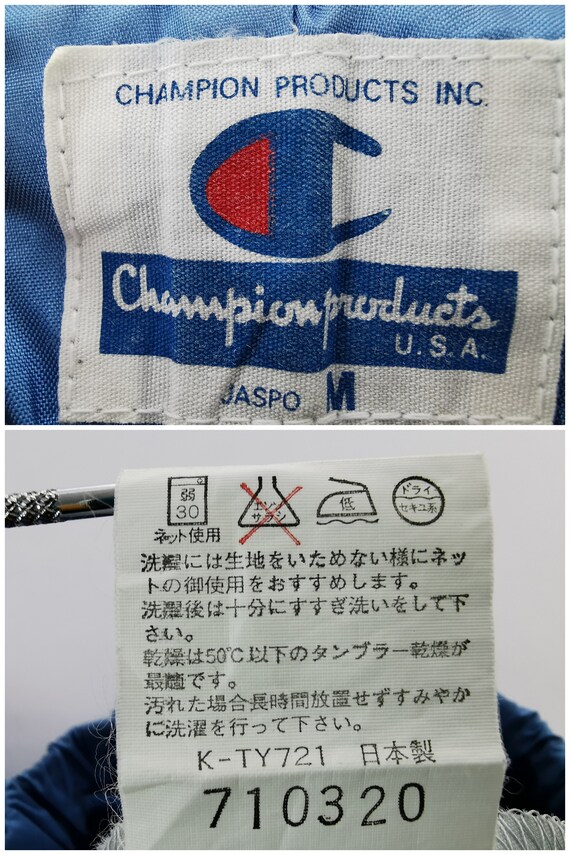 CHAMPION PRODUCTS INC.
Championproducts
U.S.A.
JASPO M
弱
30
エンソ
サラシ
低
ドライ
セキユ系
ネット使用
洗濯には生地をいためない様にネッ
トの御使用をおすすめします。
洗濯後は十分にすすぎ洗いをして下
さい。
乾燥は50℃以下のタンブラー乾燥が
最適です。
汚れた場合長時間放置せずすみやか
に洗濯を行って下さい。
K-TY721 日本製
710320